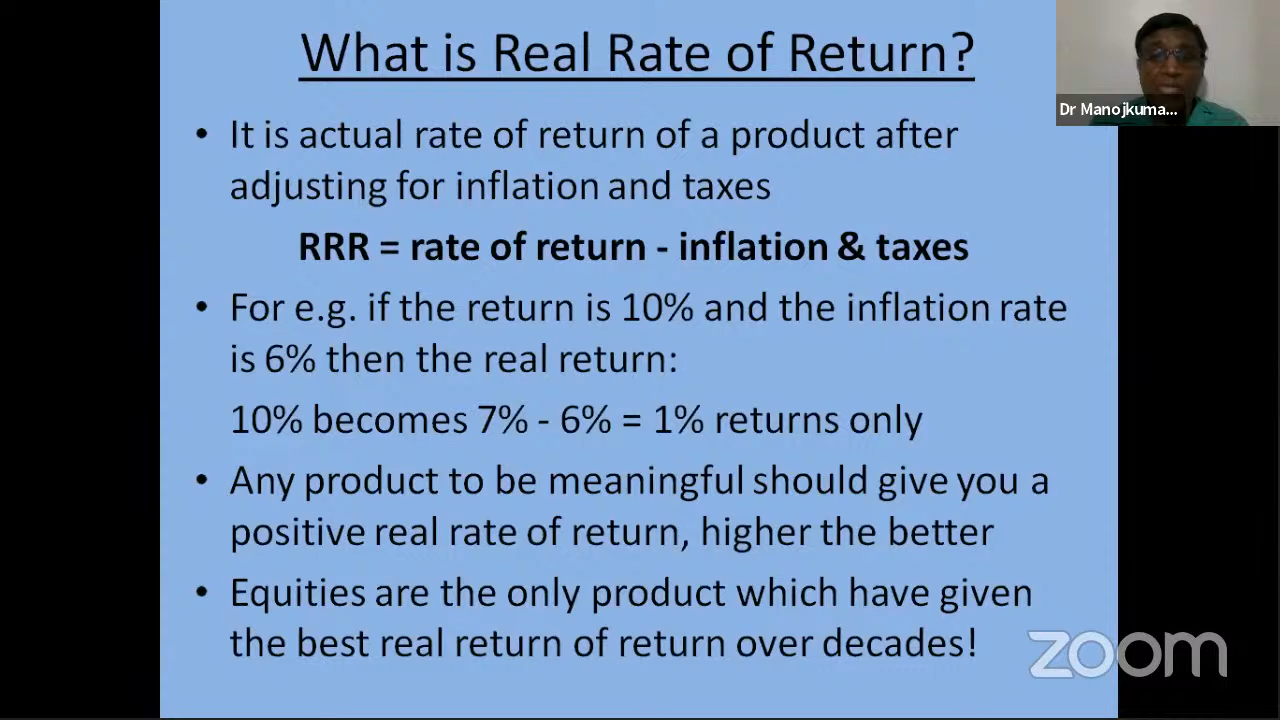 What is Real Rate of Return?
• It is actual rate of return of a product after
adjusting for inflation and taxes
RRR = rate of return - inflation & taxes
• For e.g. if the return is 10% and the inflation rate
is 6% then the real return:
10% becomes 7% - 6% = 1% returns only
• Any product to be meaningful should give you a
positive real rate of return, higher the better
• Equities are the only product which have given
the best real return of return over decades!
Dr Manojkuma...
zoom